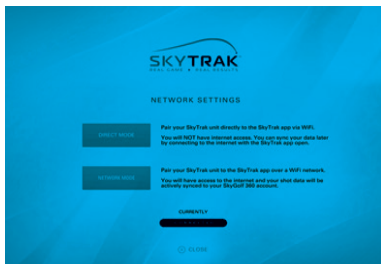 SKYTRAK
REAL GAME REAL RESULTS
NETWORK SETTINGS
DIRECT MODE
Pair your SkyTrak unit directly to the SkyTrak app via WiFi.
You will NOT have internet access. You can sync your data later
by connecting to the internet with the SkyTrak app open.
NETWORK MODE
Pair your SkyTrak unit to the SkyTrak app over a WiFi network.
You will have access to the internet and your shot data will be
actively synced to your SkyGolf 360 account.
CURRENTLY
CLOSE